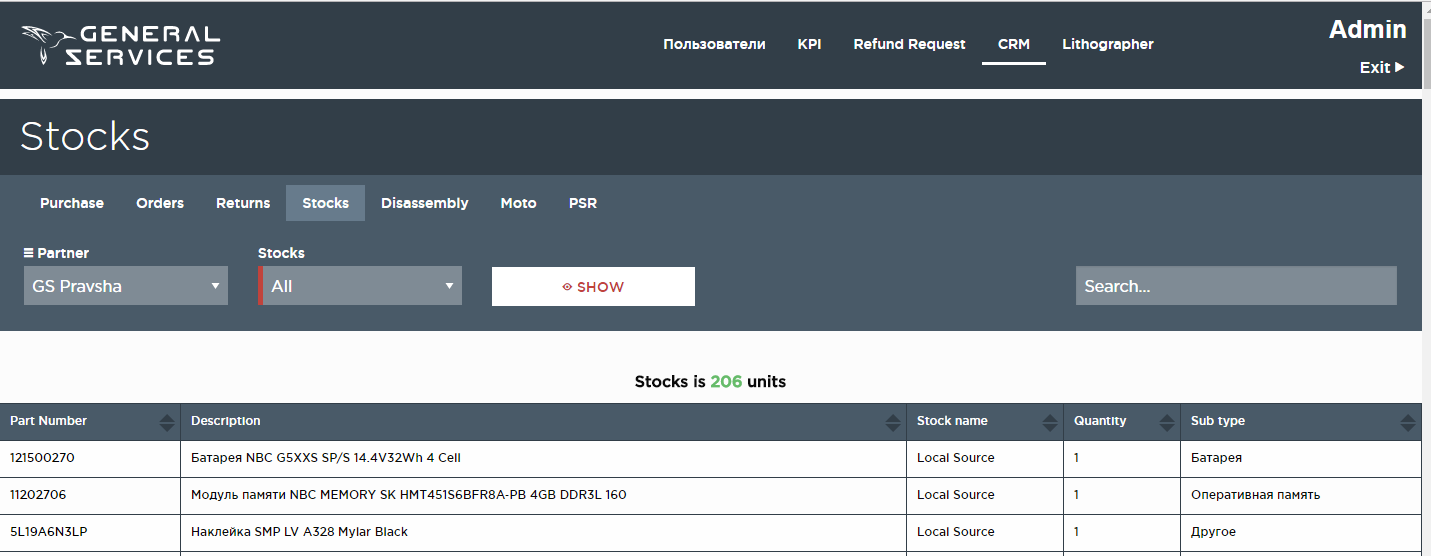 GENERAL
SERVICES
Пользователи KPI Refund Request CRM Lithographer
Admin
Exit
Stocks
Purchase Orders Returns Stocks Disassembly Moto PSR
Partner Stocks
GS Pravsha All SHOW Search...
Stocks is 206 units
Part Number Description Stock name Quantity Sub type
121500270 Батарея NBC G5XXS SP/S 14.4V32Wh 4 Cell Local Source 1 Батарея
11202706 Модуль памяти NBC MEMORY SK HMT451S6BFR8A-PB 4GB DDR3L 160 Local Source 1 Оперативная память
5L19A6N3LP Наклейка SMP LV A328 Mylar Black Local Source 1 Другое